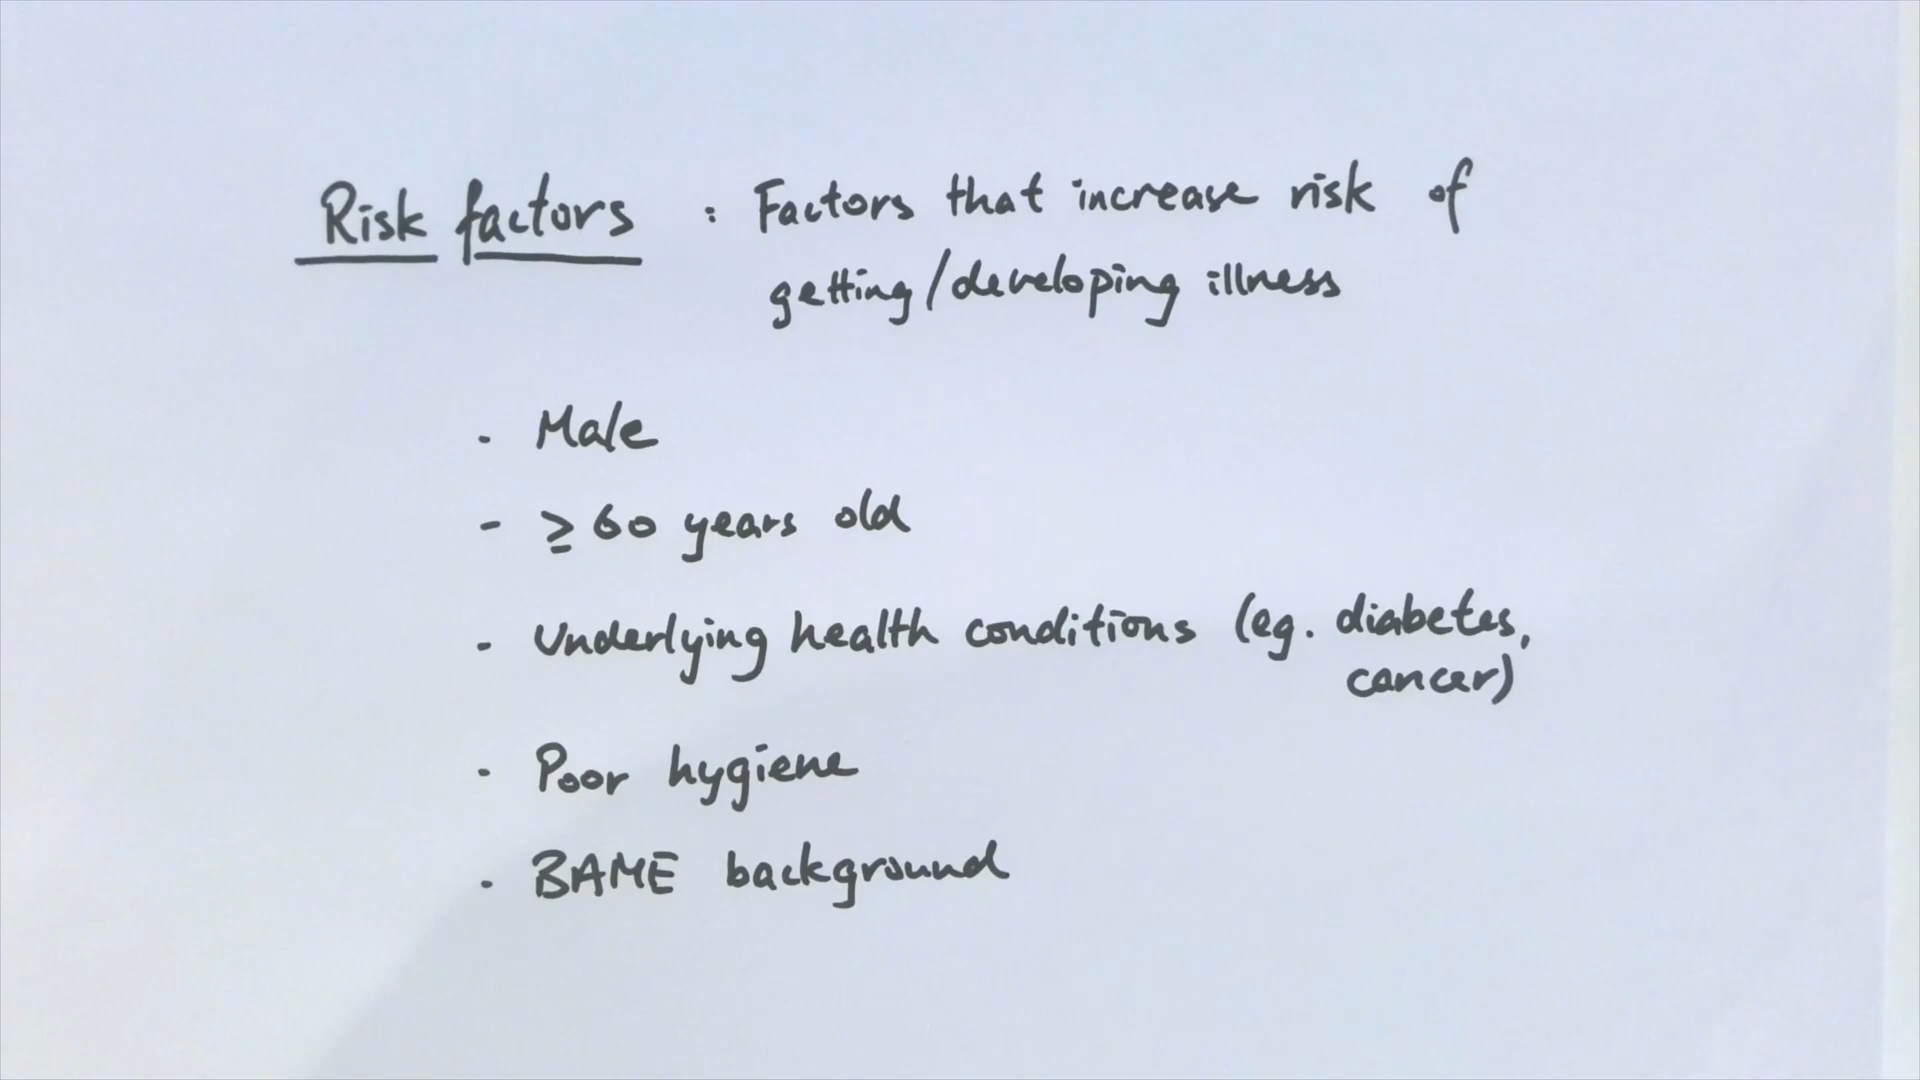 Risk factors : Factors that increase risk of
getting/developing illness
· Male
- ≥ 60 years old
- Underlying health conditions (eg. diabetes,
cancer)
· Poor hygiene
· BAME background